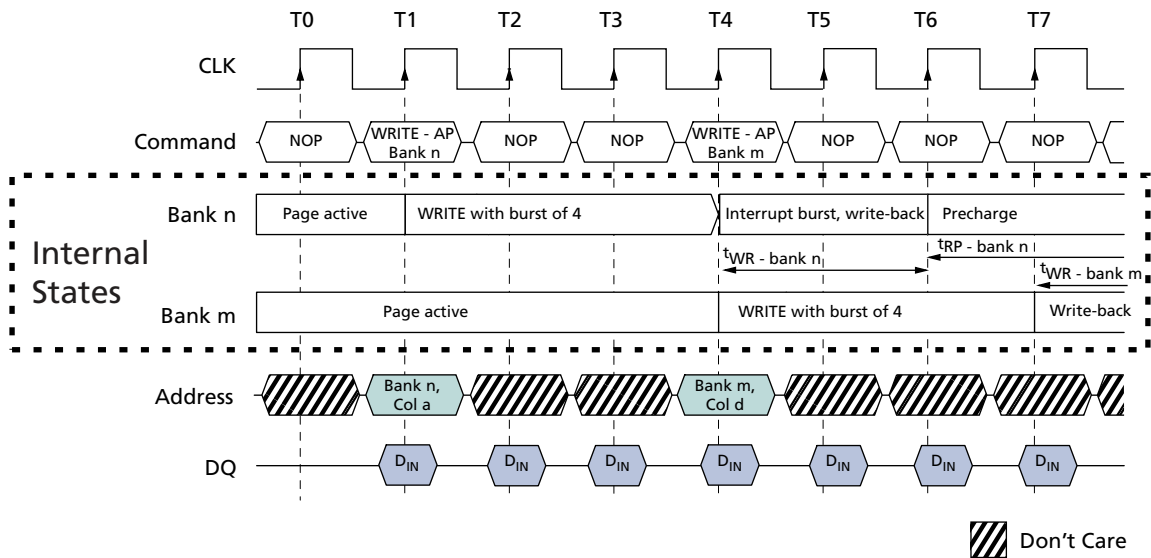 T0 T1 T2 T3 T4 T5 T6 T7
CLK
Command NOP WRITE - AP Bank n NOP NOP WRITE - AP Bank m NOP NOP NOP
Internal States
Bank n Page active WRITE with burst of 4 Interrupt burst, write-back Precharge
tWR - bank n tRP - bank n
tWR - bank m
Bank m Page active WRITE with burst of 4 Write-back
Address Bank n, Col a Bank m, Col d
DQ DIN DIN DIN DIN DIN DIN DIN
Don't Care